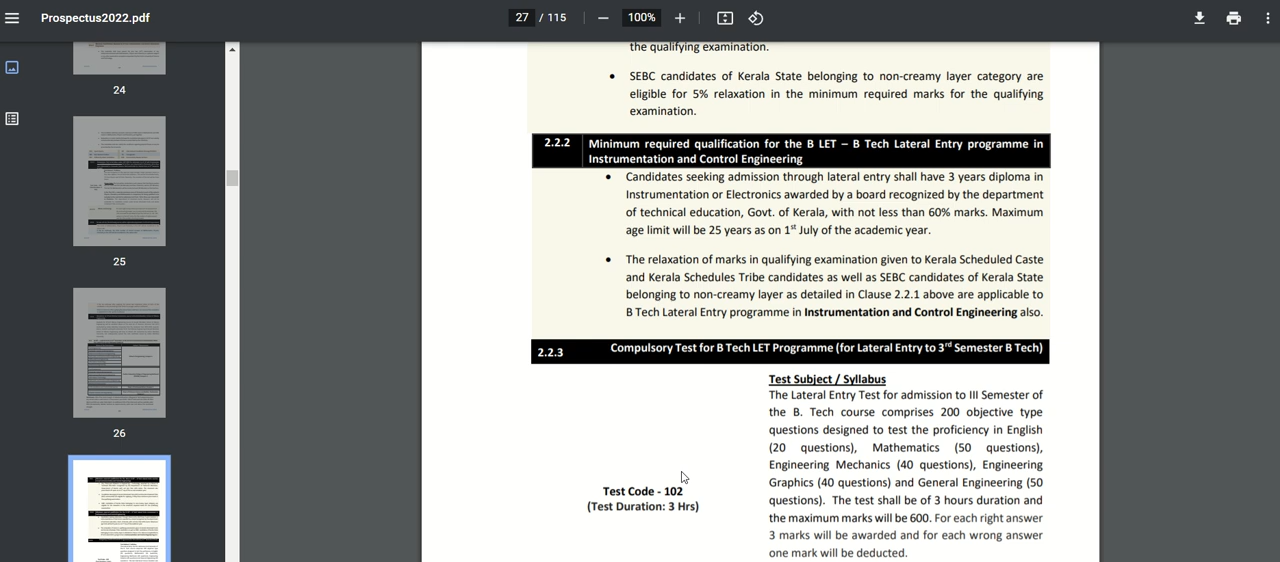 Prospectus2022.pdf
27 / 115
100%
24
25
26
the qualifying examination.
• SEBC candidates of Kerala State belonging to non-creamy layer category are
eligible for 5% relaxation in the minimum required marks for the qualifying
examination.
2.2.2 Minimum required qualification for the B LET – B Tech Lateral Entry programme in
Instrumentation and Control Engineering
• Candidates seeking admission through lateral entry shall have 3 years diploma in
Instrumentation or Electronics awarded by a board recognized by the department
of technical education, Govt. of Kerala, with not less than 60% marks. Maximum
age limit will be 25 years as on 1st July of the academic year.
• The relaxation of marks in qualifying examination given to Kerala Scheduled Caste
and Kerala Schedules Tribe candidates as well as SEBC candidates of Kerala State
belonging to non-creamy layer as detailed in Clause 2.2.1 above are applicable to
B Tech Lateral Entry programme in Instrumentation and Control Engineering also.
2.2.3 Compulsory Test for B Tech LET Programme (for Lateral Entry to 3rd Semester B Tech)
Test Code - 102
(Test Duration: 3 Hrs)
Test Subject / Syllabus
The Lateral Entry Test for admission to III Semester of
the B. Tech course comprises 200 objective type
questions designed to test the proficiency in English
(20 questions), Mathematics (50 questions),
Engineering Mechanics (40 questions), Engineering
Graphics (40 questions) and General Engineering (50
questions). The test shall be of 3 hours duration and
the maximum marks will be 600. For each right answer
3 marks will be awarded and for each wrong answer
one mark will be deducted.